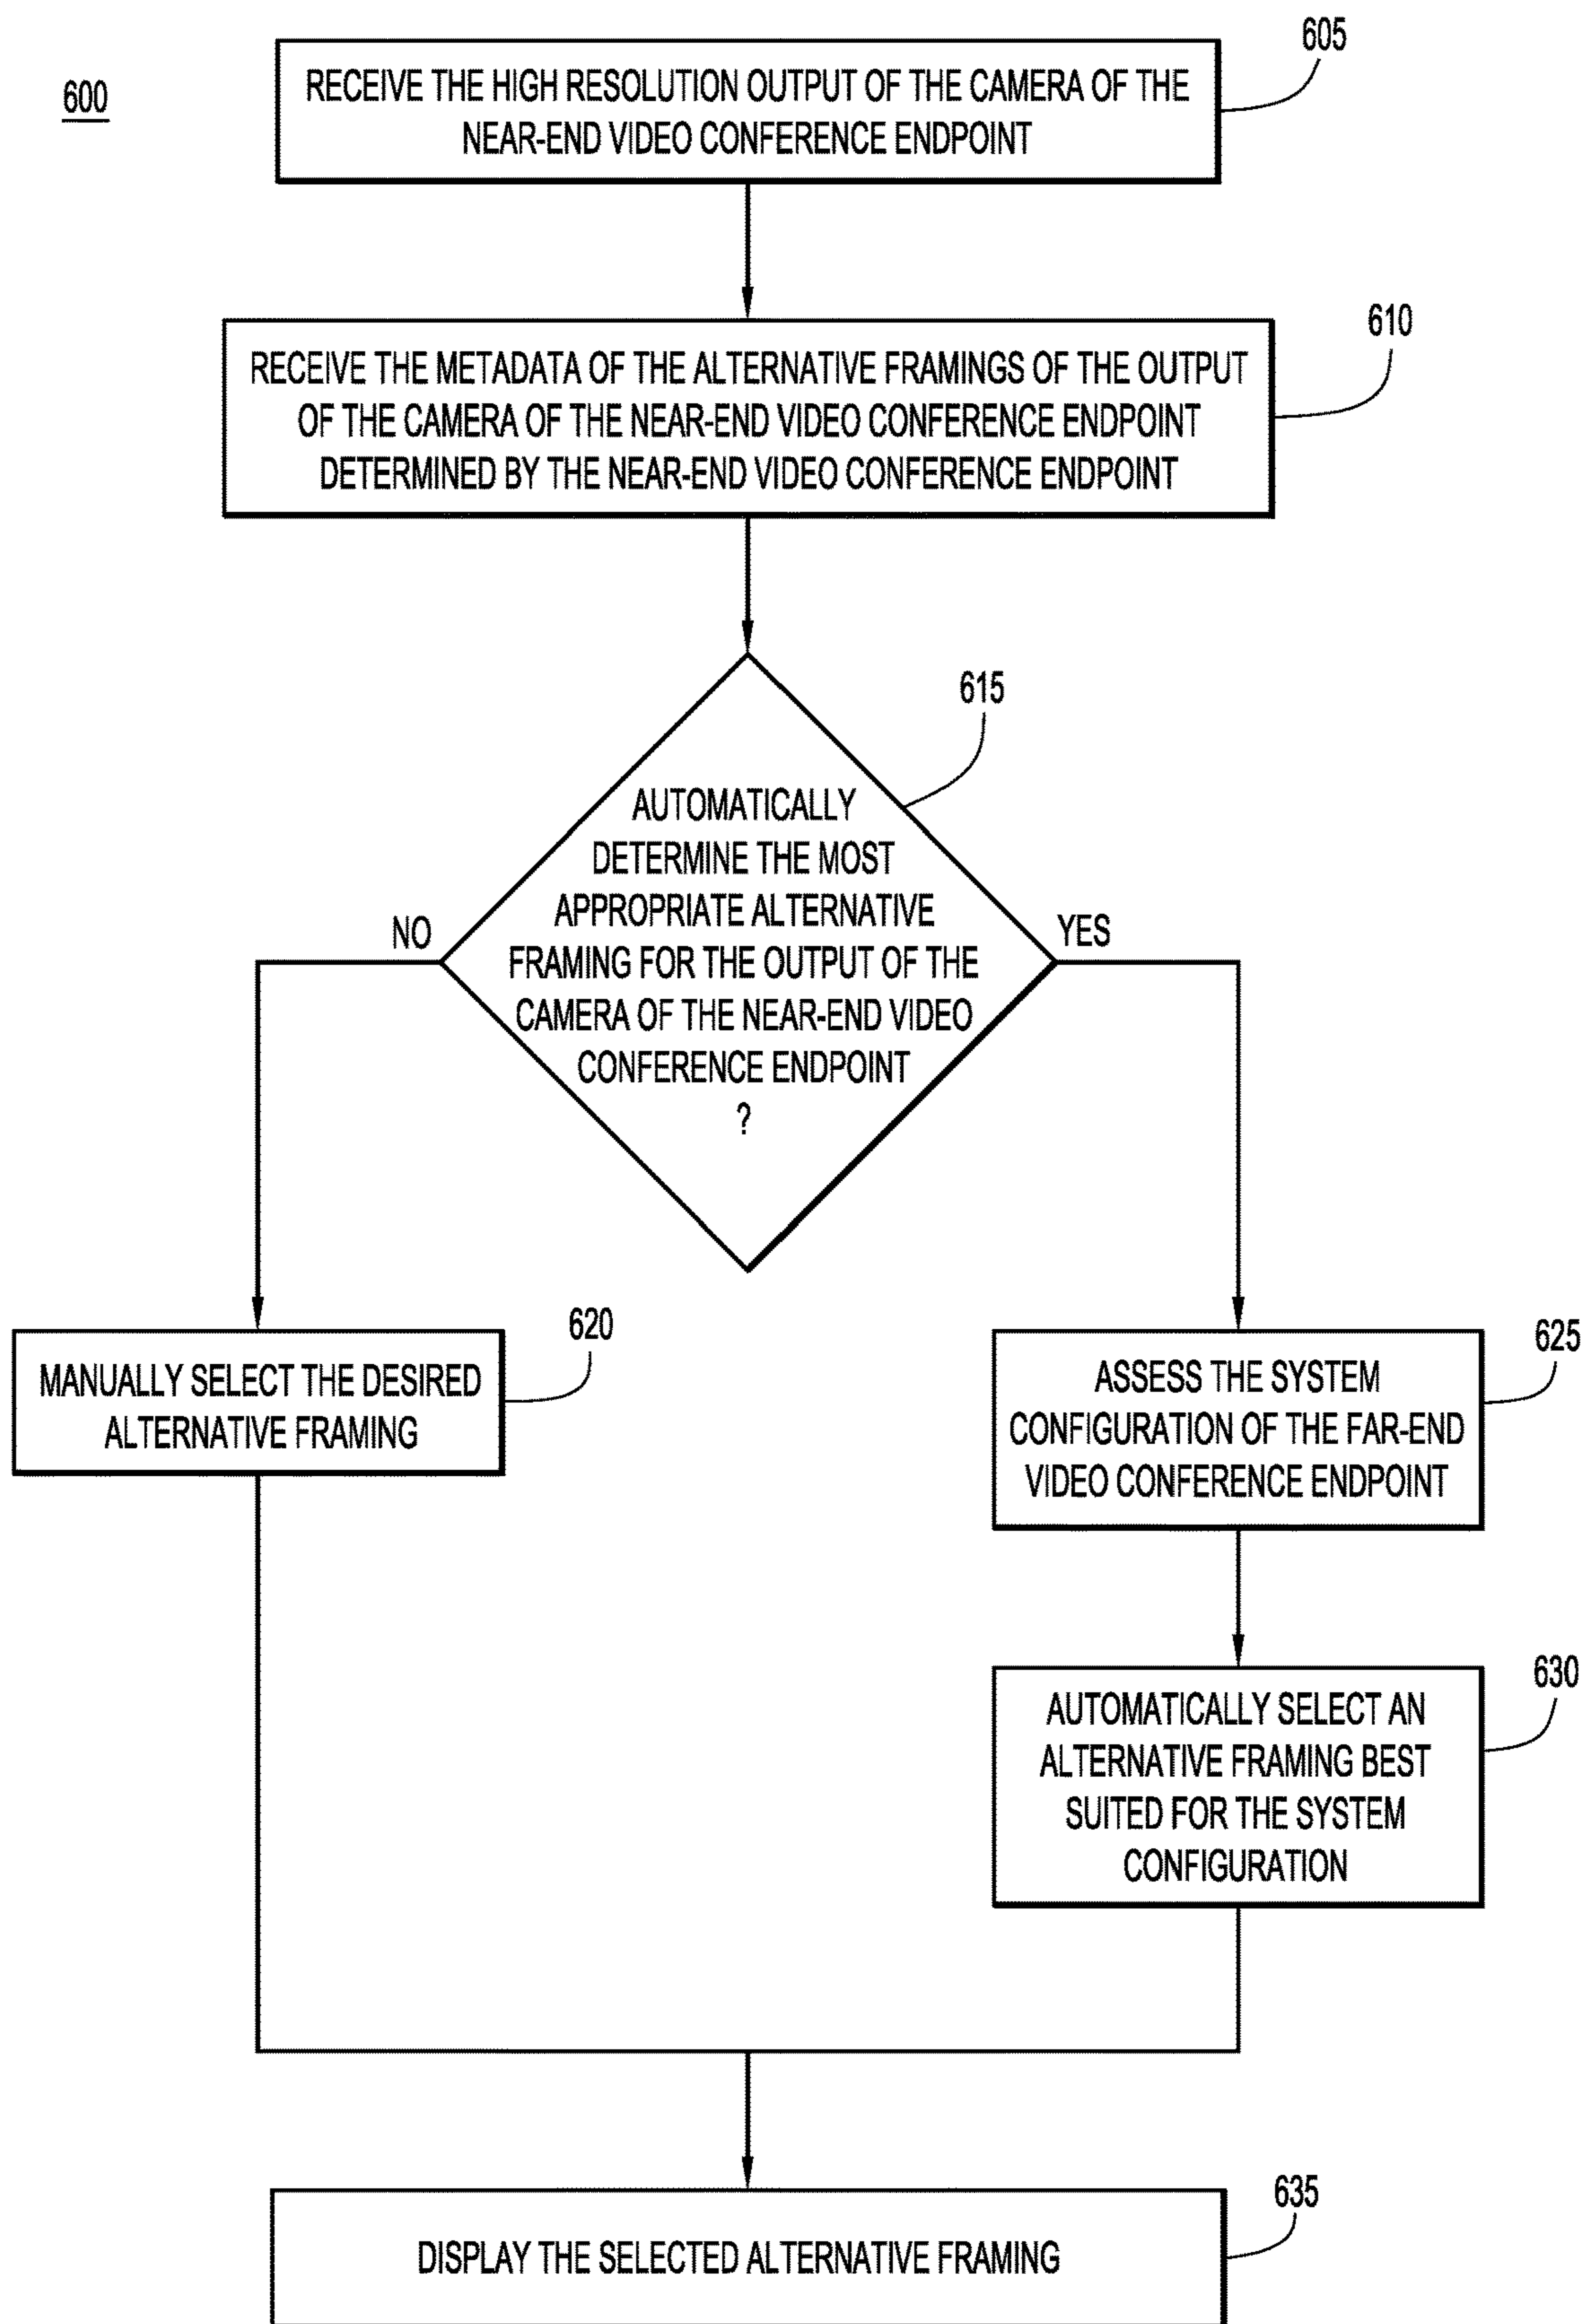 600
605
RECEIVE THE HIGH RESOLUTION OUTPUT OF THE CAMERA OF THE
NEAR-END VIDEO CONFERENCE ENDPOINT
610
RECEIVE THE METADATA OF THE ALTERNATIVE FRAMINGS OF THE OUTPUT
OF THE CAMERA OF THE NEAR-END VIDEO CONFERENCE ENDPOINT
DETERMINED BY THE NEAR-END VIDEO CONFERENCE ENDPOINT
615
AUTOMATICALLY
DETERMINE THE MOST
APPROPRIATE ALTERNATIVE
FRAMING FOR THE OUTPUT OF THE
CAMERA OF THE NEAR-END VIDEO
CONFERENCE ENDPOINT
?
NO
YES
620
MANUALLY SELECT THE DESIRED
ALTERNATIVE FRAMING
625
ASSESS THE SYSTEM
CONFIGURATION OF THE FAR-END
VIDEO CONFERENCE ENDPOINT
630
AUTOMATICALLY SELECT AN
ALTERNATIVE FRAMING BEST
SUITED FOR THE SYSTEM
CONFIGURATION
635
DISPLAY THE SELECTED ALTERNATIVE FRAMING